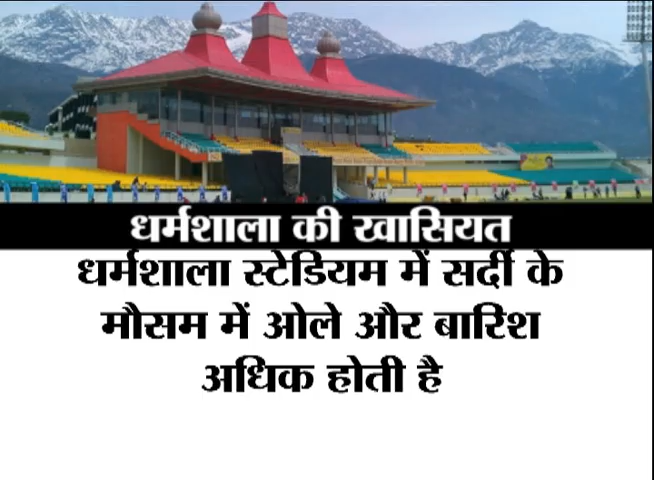 धर्मशाला की खासियत
धर्मशाला स्टेडियम में सर्दी के
मौसम में ओले और बारिश
अधिक होती है